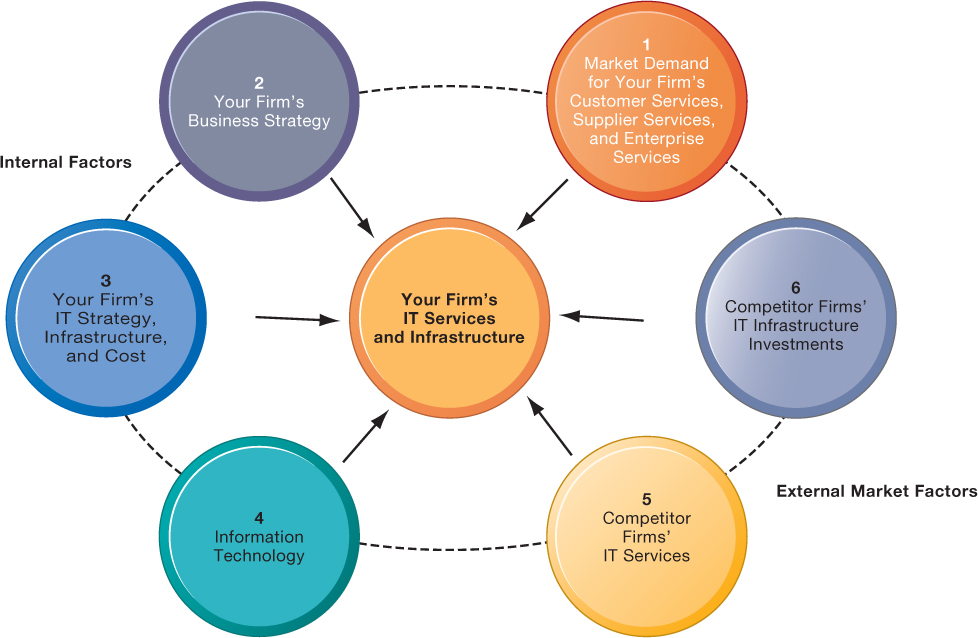 1
Market Demand
for Your Firm's
Customer Services,
Supplier Services,
and Enterprise
Services
2
Your Firm's
Business Strategy
Internal Factors
3
Your Firm's
IT Strategy,
Infrastructure,
and Cost
Your Firm's
IT Services
and Infrastructure
6
Competitor Firms'
IT Infrastructure
Investments
4
Information
Technology
5
Competitor
Firms'
IT Services
External Market Factors